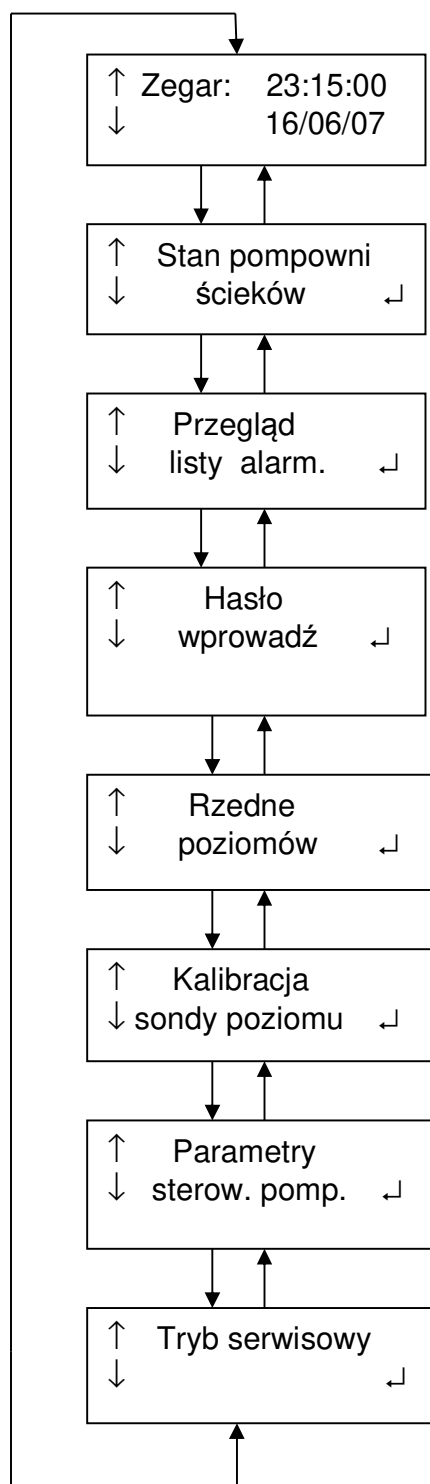 ↑ Zegar: 23:15:00
↓ 16/06/07
↑ Stan pompowni
↓ ścieków ↵
↑ Przegląd
↓ listy alarm. ↵
↑ Hasło
↓ wprowadź ↵
↑ Rzedne
↓ poziomów ↵
↑ Kalibracja
↓ sondy poziomu ↵
↑ Parametry
↓ sterow. pomp. ↵
↑ Tryb serwisowy
↓ ↵